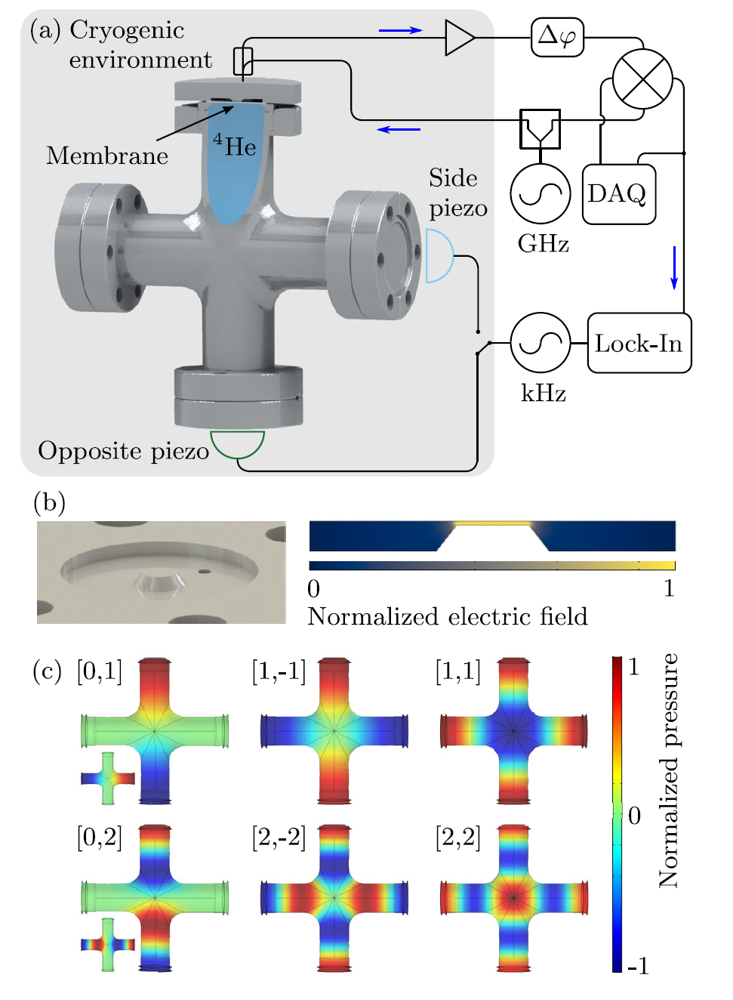 (a) Cryogenic
environment
Δφ
Membrane
⁴He
Side
piezo
DAQ
GHz
Lock-In
kHz
Opposite piezo
(b)
0 1
Normalized electric field
(c) [0,1] [1,-1] [1,1]
[0,2] [2,-2] [2,2]
1
0
-1
Normalized pressure